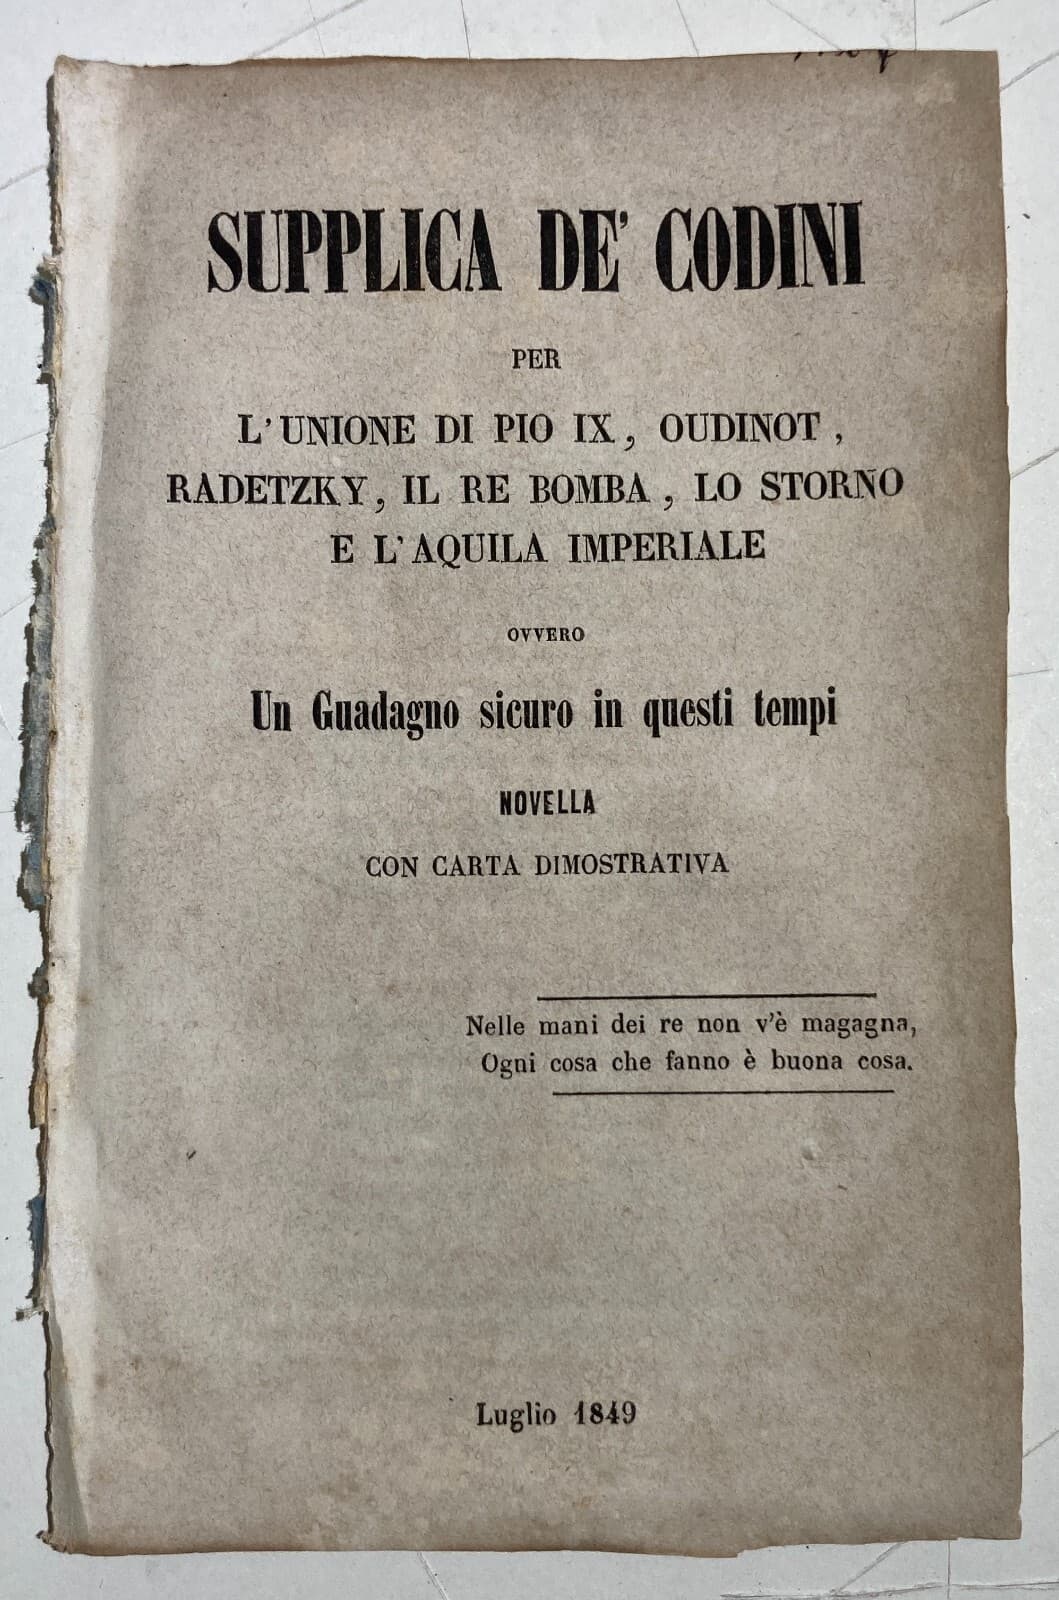 SUPPLICA DE' CODINI
PER
L'UNIONE DI PIO IX, OUDINOT,
RADETZKY, IL RE BOMBA, LO STORNO
E L'AQUILA IMPERIALE
OVVERO
Un Guadagno sicuro in questi tempi
NOVELLA
CON CARTA DIMOSTRATIVA
Nelle mani dei re non v'è magagna,
Ogni cosa che fanno è buona cosa.
Luglio 1849